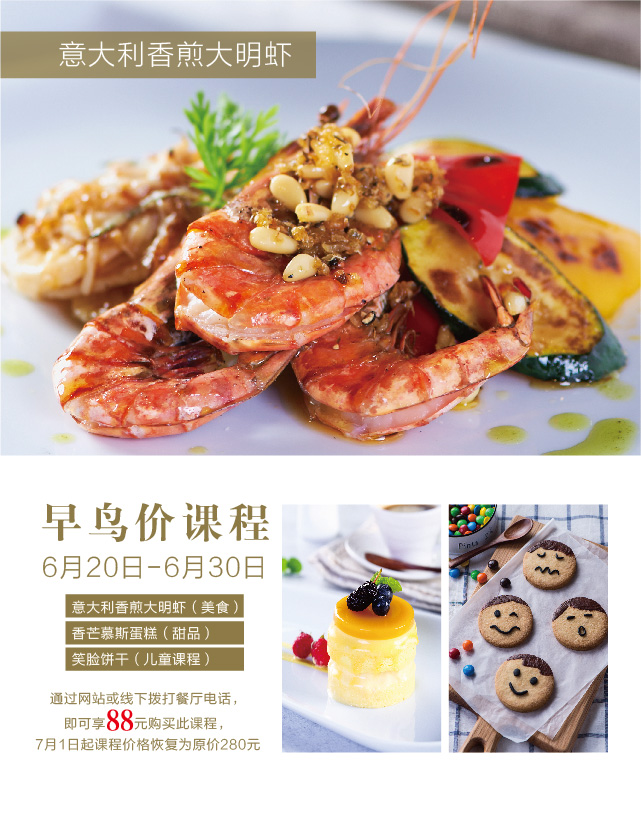 意大利香煎大明虾
早鸟价课程
6月20日-6月30日
意大利香煎大明虾（美食）
香芒慕斯蛋糕（甜品）
笑脸饼干（儿童课程）
通过网站或线下拨打餐厅电话，
即可享88元购买此课程，
7月1日起课程价格恢复为原价280元